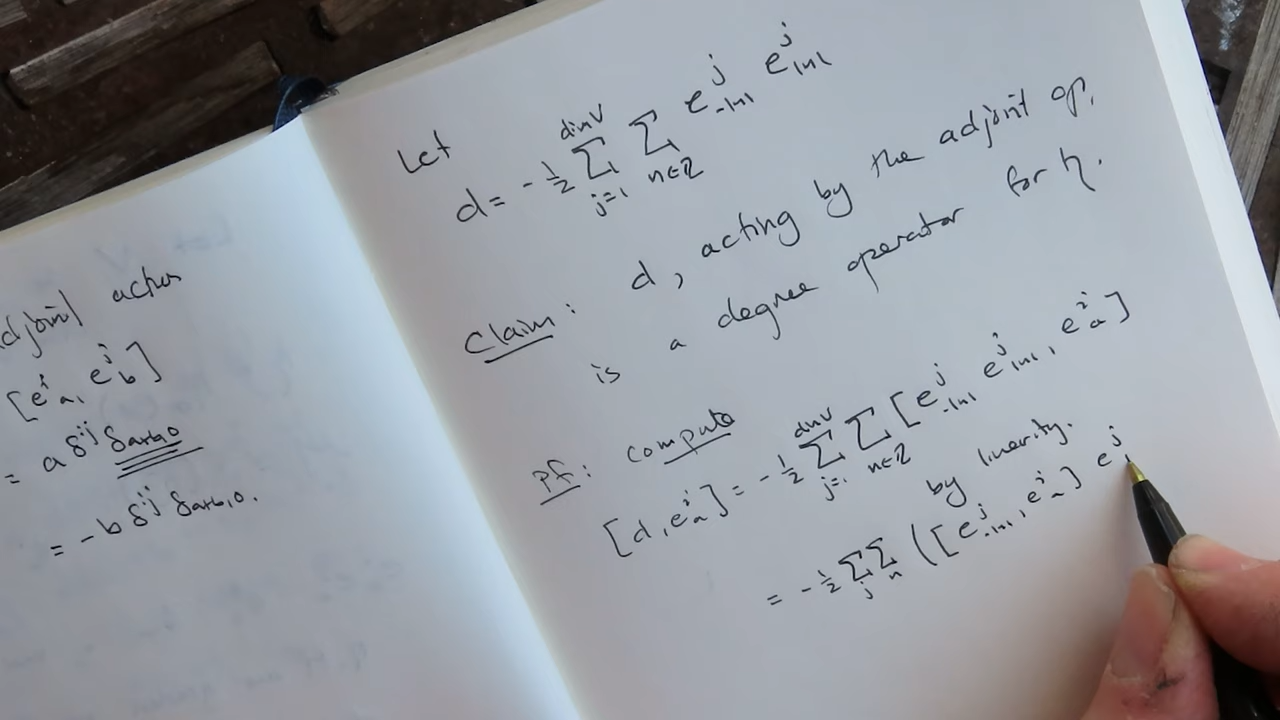 adjoint action
[e^i_a, e^j_b]
= a δ^{ij} δ_{a+b,0}
= -b δ^{ij} δ_{a+b,0}.
Let
d = -½ Σ_{j=1}^{dim V} Σ_{n∈ℤ} e^j_{-|n|} e^j_{|n|}
Claim: d, acting by the adjoint op.
is a degree operator for η.
Pf: compute
[d, e^i_a] = -½ Σ_{j=1}^{dim V} Σ_{n∈ℤ} [e^j_{-|n|} e^j_{|n|}, e^i_a]
by linearity.
= -½ Σ_j Σ_n ([e^j_{-|n|}, e^i_a] e^j